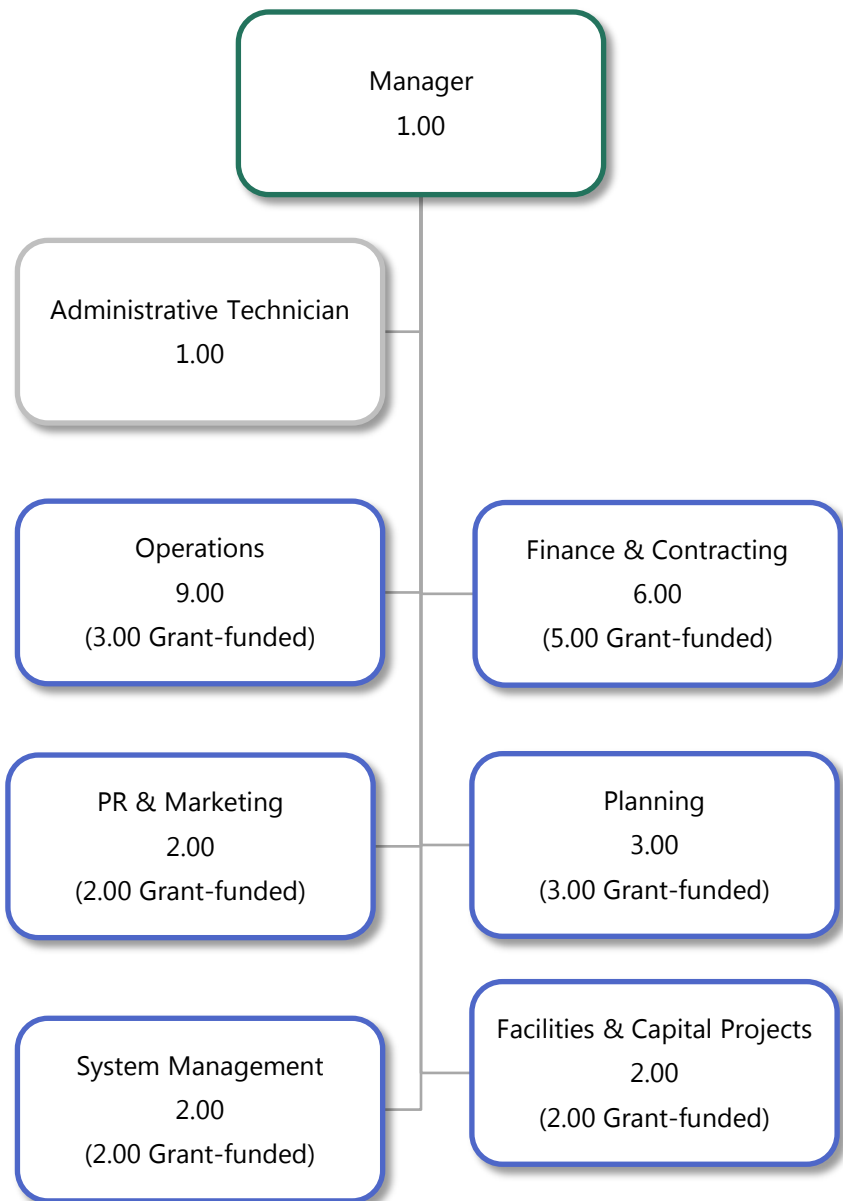 Manager
1.00
Administrative Technician
1.00
Operations
9.00
(3.00 Grant-funded)
Finance & Contracting
6.00
(5.00 Grant-funded)
PR & Marketing
2.00
(2.00 Grant-funded)
Planning
3.00
(3.00 Grant-funded)
System Management
2.00
(2.00 Grant-funded)
Facilities & Capital Projects
2.00
(2.00 Grant-funded)